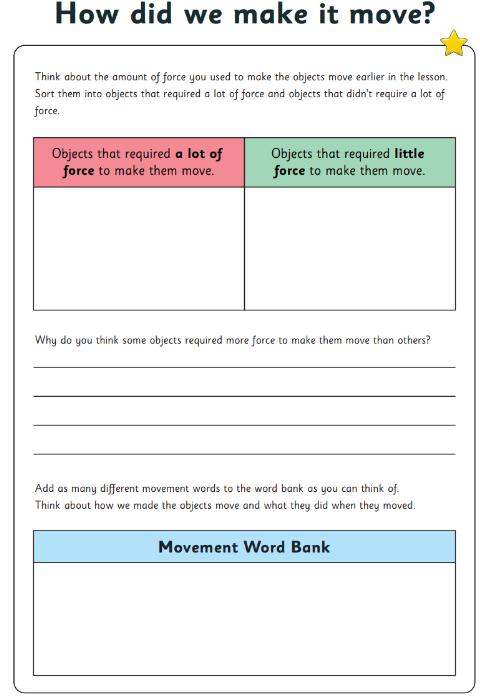 How did we make it move?
Think about the amount of force you used to make the objects move earlier in the lesson.
Sort them into objects that required a lot of force and objects that didn't require a lot of
force.
Objects that required a lot of
force to make them move.
Objects that required little
force to make them move.
Why do you think some objects required more force to make them move than others?
Add as many different movement words to the word bank as you can think of.
Think about how we made the objects move and what they did when they moved.
Movement Word Bank